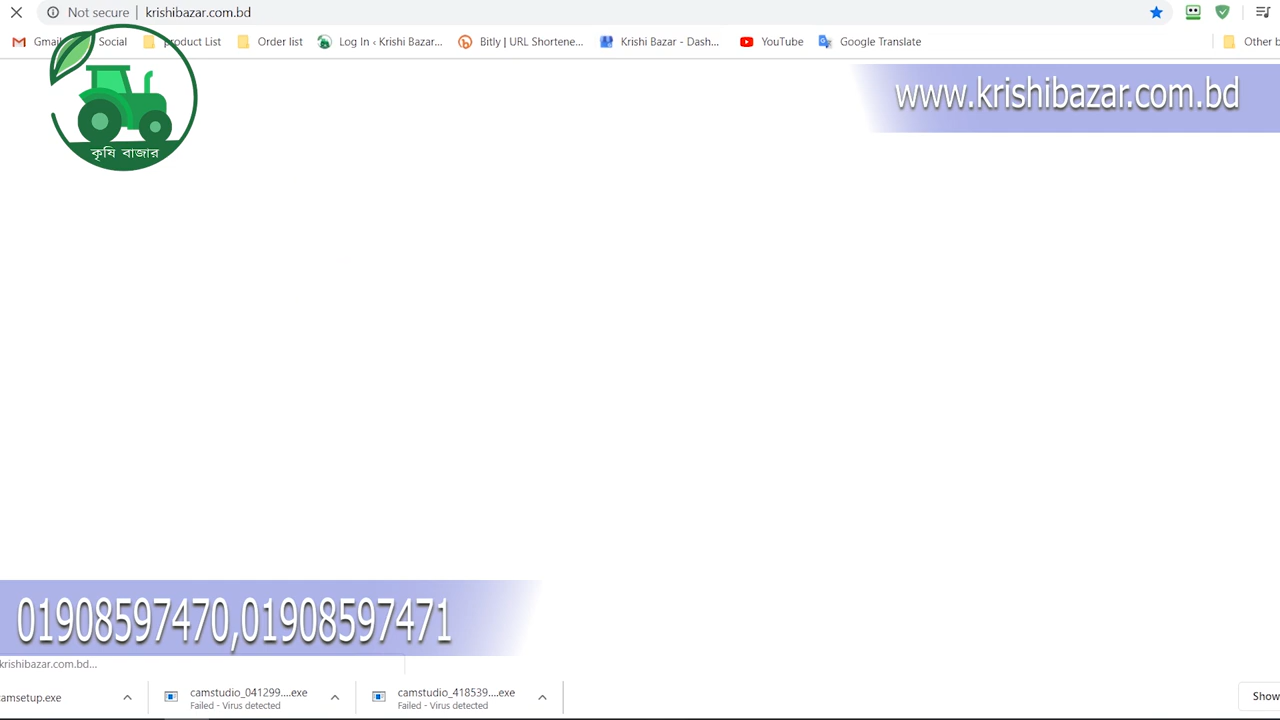 Not secure | krishibazar.com.bd
Gmail Social product List Order list Log In ‹ Krishi Bazar... Bitly | URL Shortene... Krishi Bazar - Dash... YouTube Google Translate Other b
www.krishibazar.com.bd
কৃষি বাজার
01908597470,01908597471
krishibazar.com.bd...
camsetup.exe
camstudio_041299....exe
Failed - Virus detected
camstudio_418539....exe
Failed - Virus detected
Show